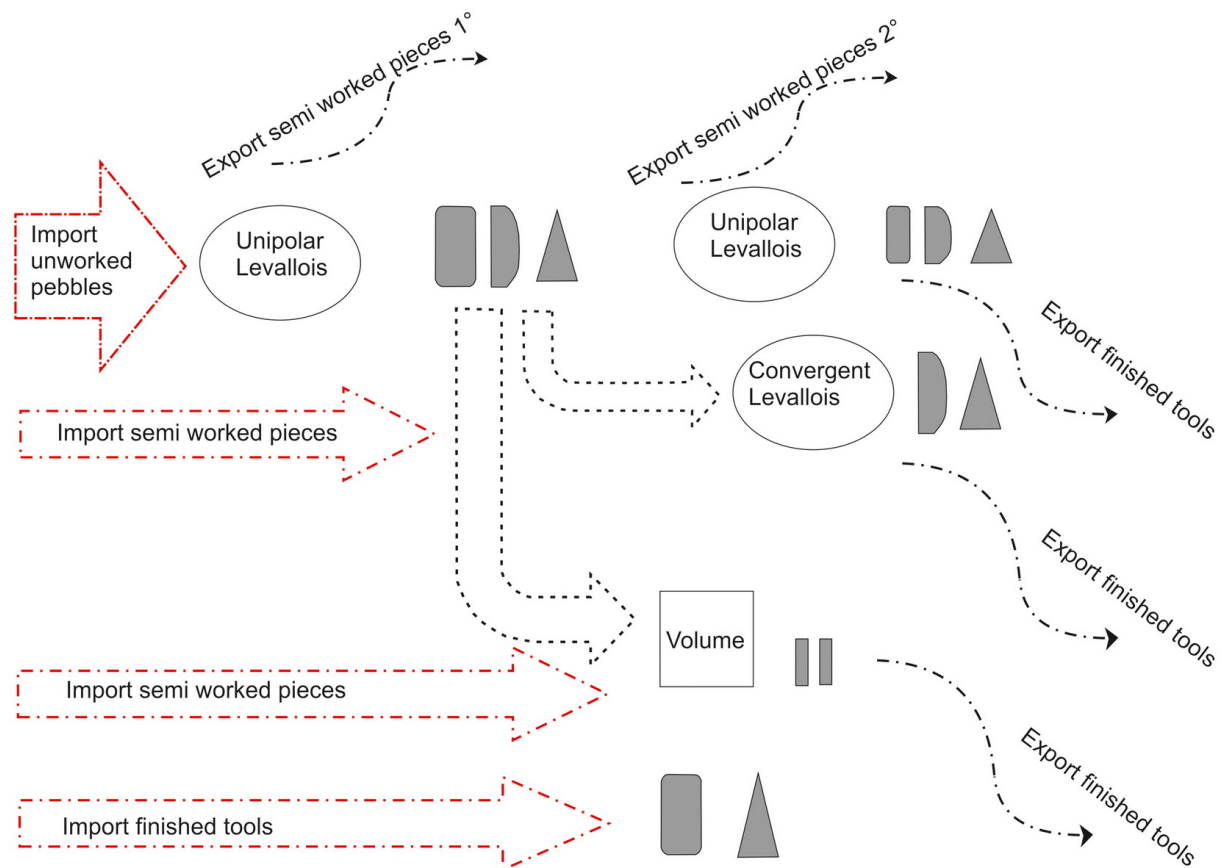 Export semi worked pieces 1°
Export semi worked pieces 2°
Import
unworked
pebbles
Unipolar
Levallois
Unipolar
Levallois
Export finished tools
Convergent
Levallois
Import semi worked pieces
Export finished tools
Volume
Import semi worked pieces
Export finished tools
Import finished tools